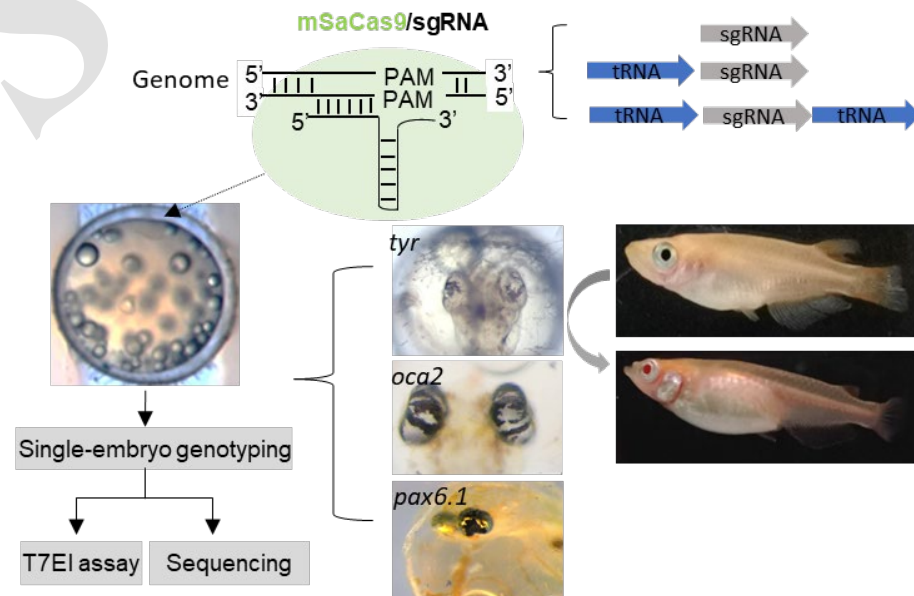 mSaCas9/sgRNA
Genome
5’ PAM 3’
3’ PAM 5’
5’ 3’
sgRNA
tRNA sgRNA
tRNA sgRNA tRNA
tyr
oca2
pax6.1
Single-embryo genotyping
T7EI assay
Sequencing